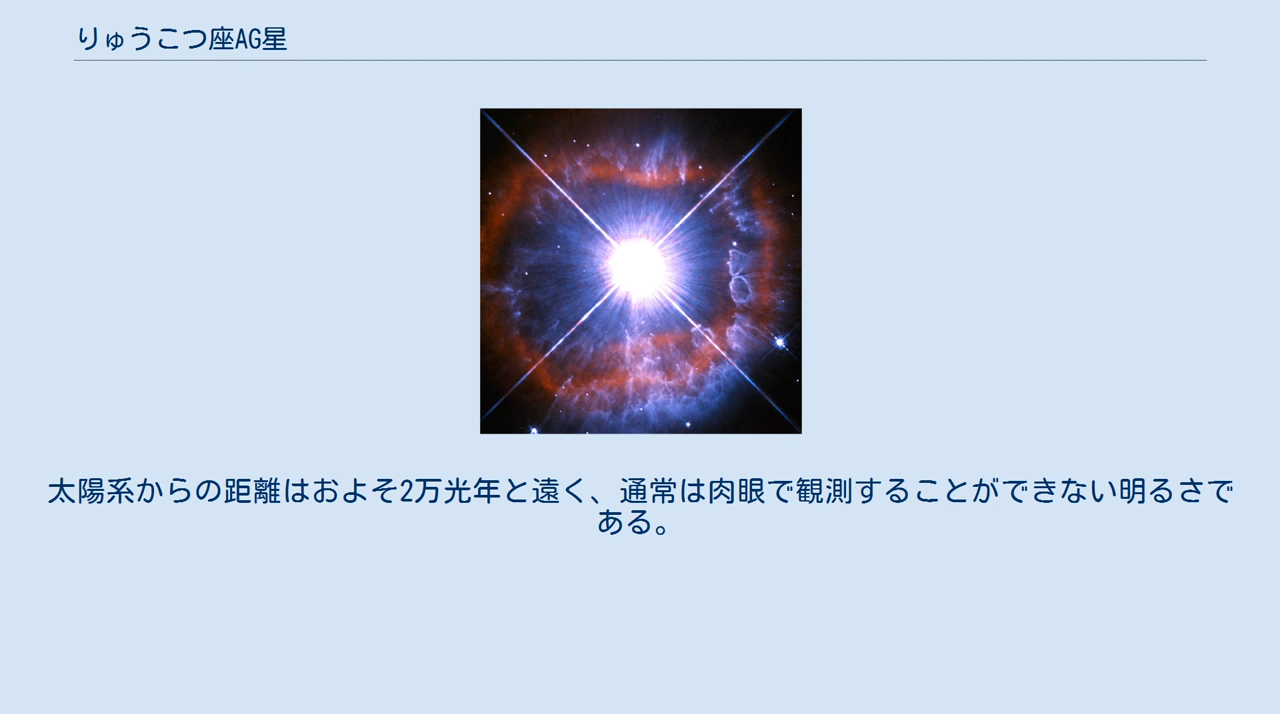 りゅうこつ座AG星
太陽系からの距離はおよそ2万光年と遠く、通常は肉眼で観測することができない明るさで
ある。